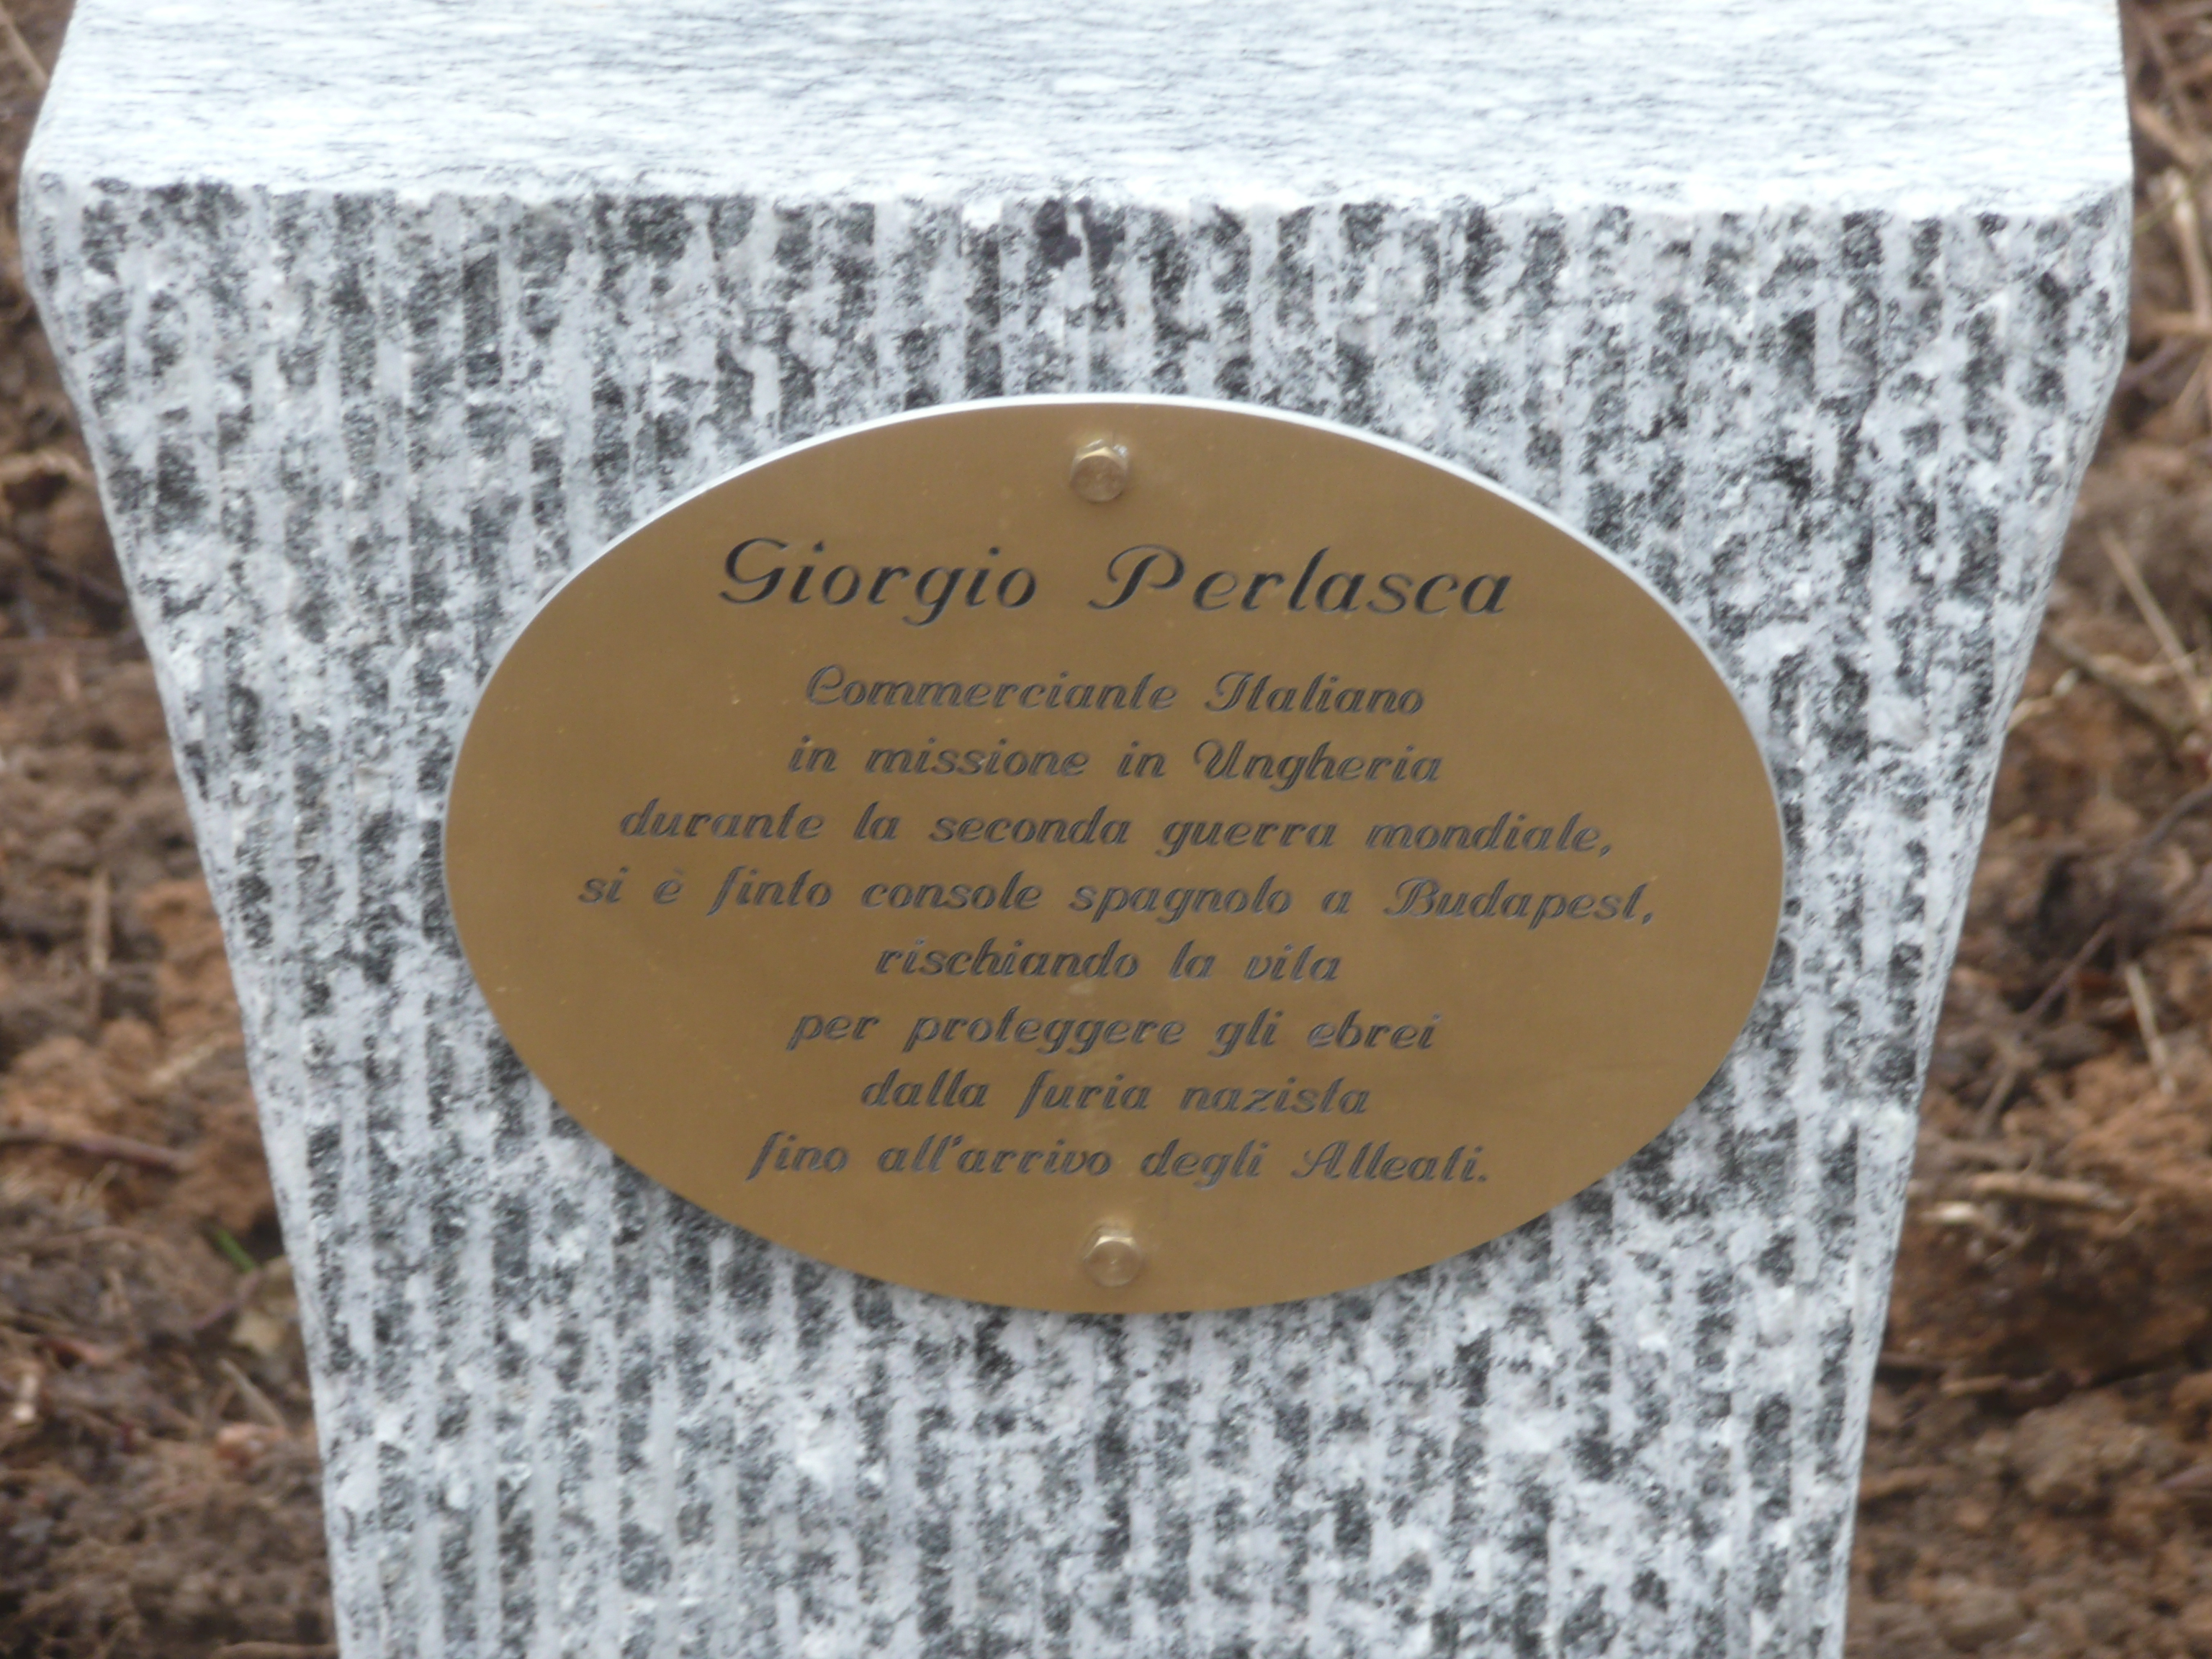 Giorgio Perlasca
Commerciante Italiano
in missione in Ungheria
durante la seconda guerra mondiale,
si è finto console spagnolo a Budapest,
rischiando la vita
per proteggere gli ebrei
dalla furia nazista
fino all'arrivo degli Alleati.